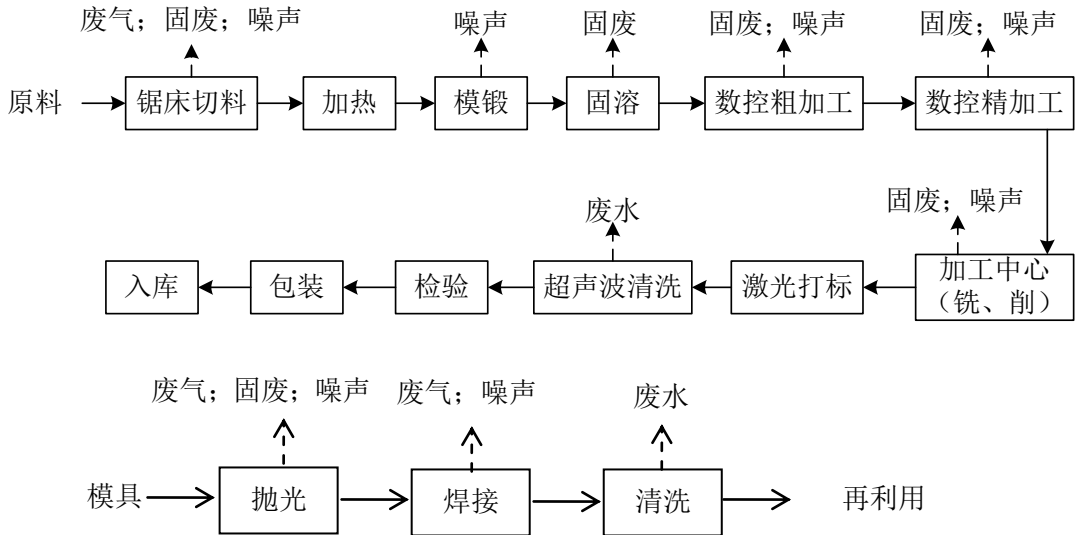 废气；固废；噪声
噪声
固废
固废；噪声
固废；噪声
原料
锯床切料
加热
模锻
固溶
数控粗加工
数控精加工
废水
固废；噪声
入库
包装
检验
超声波清洗
激光打标
加工中心
（铣、削）
废气；固废；噪声
废气；噪声
废水
模具
抛光
焊接
清洗
再利用